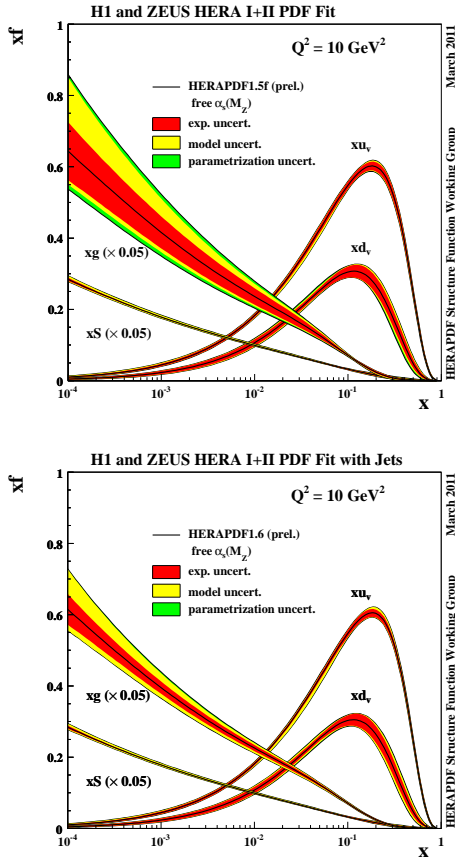 H1 and ZEUS HERA I+II PDF Fit
xf
1
Q² = 10 GeV²
HERAPDF1.5f (prel.)
free αs(MZ)
exp. uncert.
model uncert.
parametrization uncert.
0.8
0.6
xuv
xdv
0.4
xg (× 0.05)
0.2
xS (× 0.05)
0
10⁻⁴
10⁻³
10⁻²
10⁻¹
1
x
March 2011
HERAPDF Structure Function Working Group
H1 and ZEUS HERA I+II PDF Fit with Jets
xf
1
Q² = 10 GeV²
HERAPDF1.6 (prel.)
free αs(MZ)
exp. uncert.
model uncert.
parametrization uncert.
0.8
0.6
xuv
xdv
0.4
xg (× 0.05)
0.2
xS (× 0.05)
0
10⁻⁴
10⁻³
10⁻²
10⁻¹
1
x
March 2011
HERAPDF Structure Function Working Group